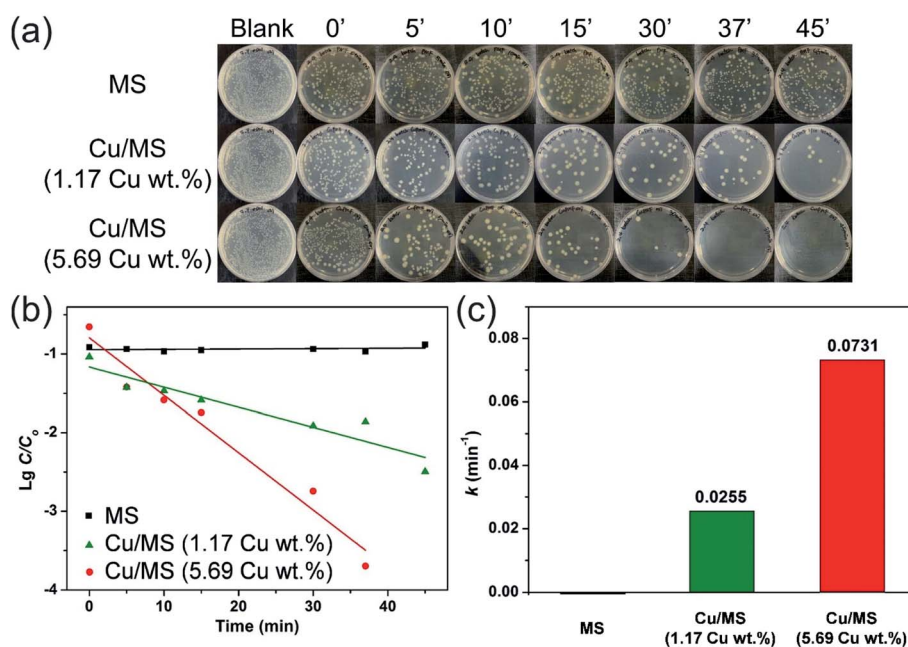 (a)
Blank 0’ 5’ 10’ 15’ 30’ 37’ 45’
MS
Cu/MS
(1.17 Cu wt.%)
Cu/MS
(5.69 Cu wt.%)
(b)
Lg C/Co
-1
-2
-3
-4
MS
Cu/MS (1.17 Cu wt.%)
Cu/MS (5.69 Cu wt.%)
0 10 20 30 40
Time (min)
(c)
k (min-1)
0.08
0.06
0.04
0.02
0.00
0.0255
0.0731
MS
Cu/MS
(1.17 Cu wt.%)
Cu/MS
(5.69 Cu wt.%)